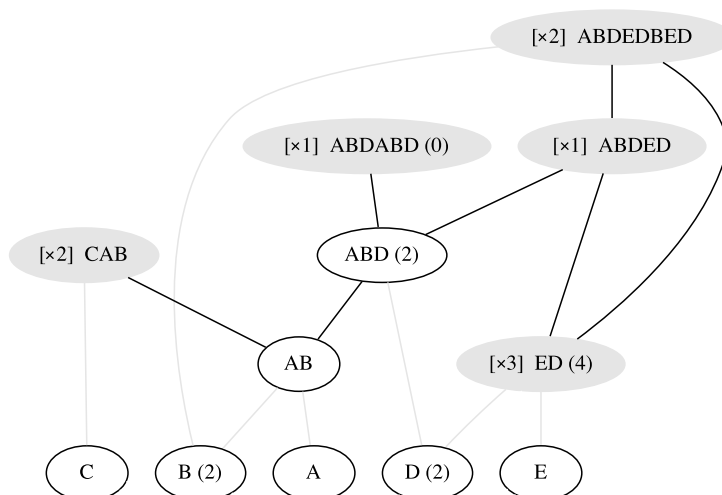 [×2] ABDEDBED
[×1] ABDABD (0)
[×1] ABDED
[×2] CAB
ABD (2)
AB
[×3] ED (4)
C
B (2)
A
D (2)
E